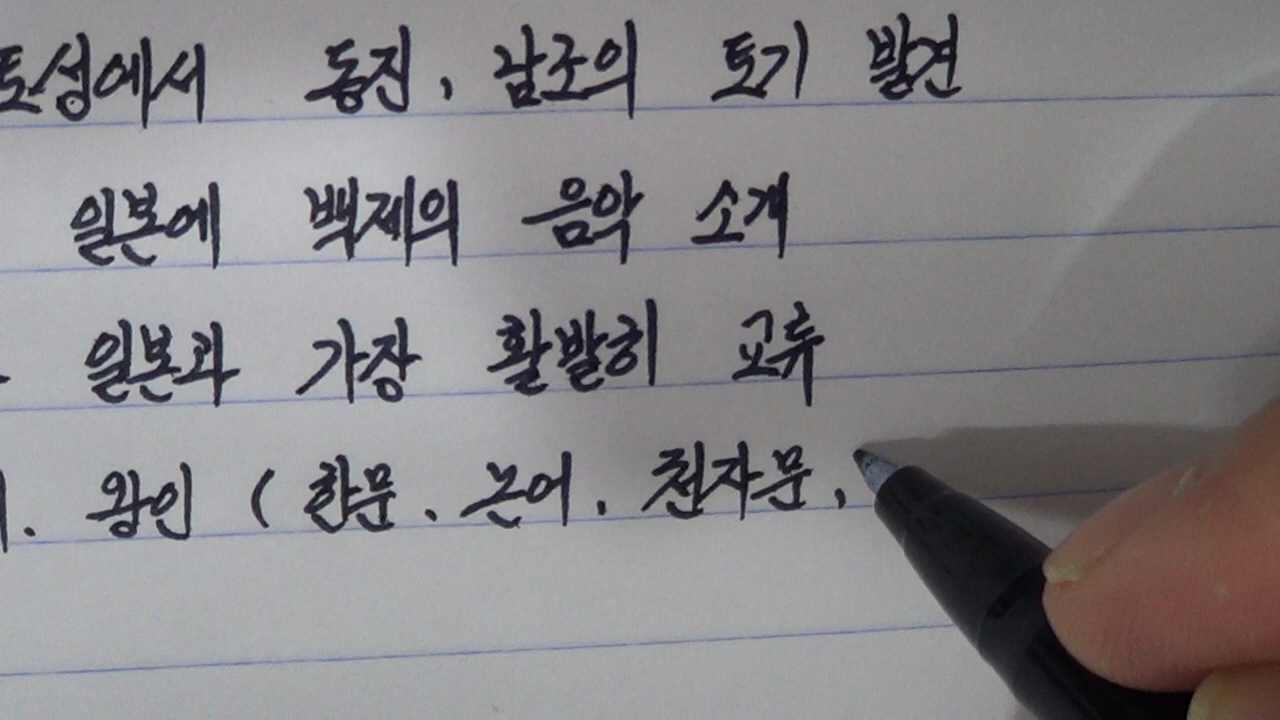 토성에서 동진, 남조의 토기 발견
일본에 백제의 음악 소개
- 일본과 가장 활발히 교류
. 왕인 (한문, 논어, 천자문,